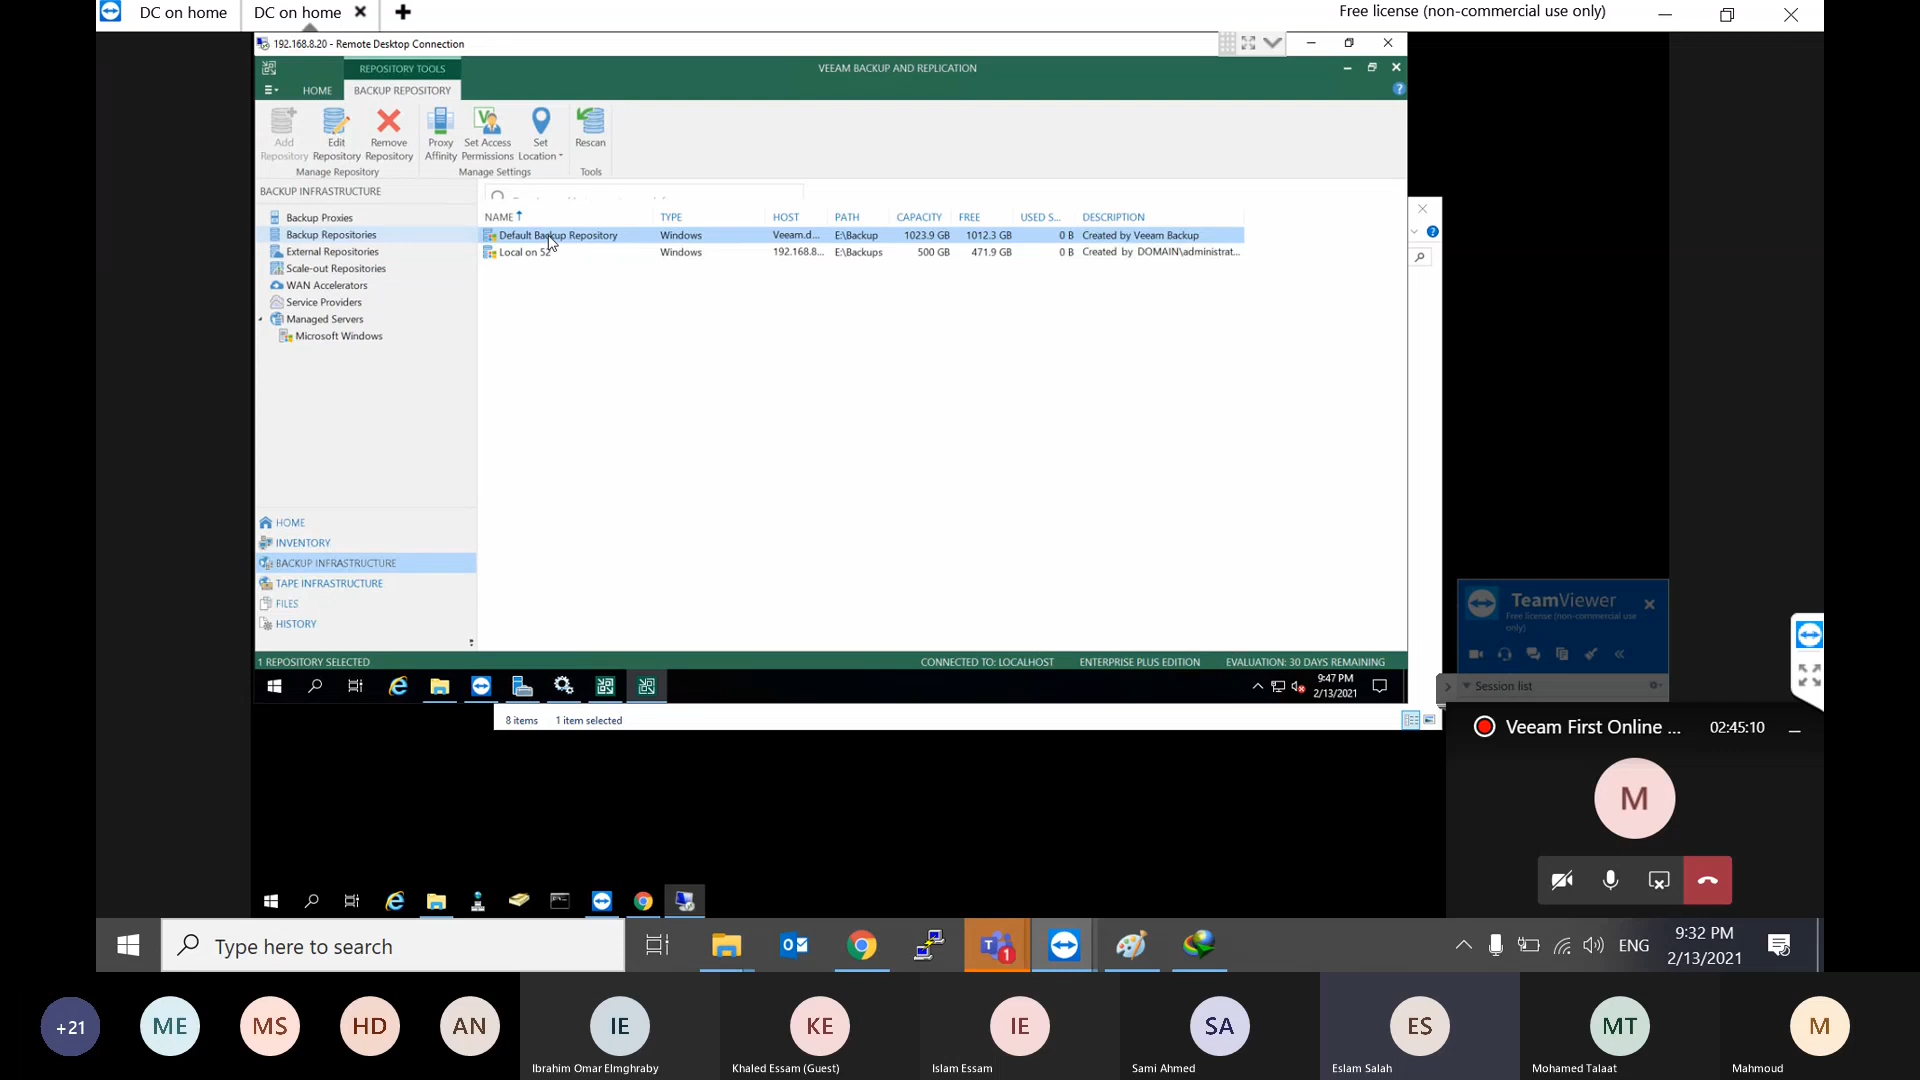 DC on home
DC on home
Free license (non-commercial use only)
192.168.8.20 - Remote Desktop Connection
REPOSITORY TOOLS
VEEAM BACKUP AND REPLICATION
HOME
BACKUP REPOSITORY
Add Repository
Edit Repository
Remove Repository
Proxy Affinity
Set Access Permissions
Set Location
Rescan
Manage Repository
Manage Settings
Tools
BACKUP INFRASTRUCTURE
Backup Proxies
Backup Repositories
External Repositories
Scale-out Repositories
WAN Accelerators
Service Providers
Managed Servers
Microsoft Windows
NAME TYPE HOST PATH CAPACITY FREE USED S... DESCRIPTION
Default Backup Repository Windows Veeam.d... E:\Backup 1023.9 GB 1012.3 GB 0 B Created by Veeam Backup
Local on 52 Windows 192.168.8... E:\Backups 500 GB 471.9 GB 0 B Created by DOMAIN\administrat...
HOME
INVENTORY
BACKUP INFRASTRUCTURE
TAPE INFRASTRUCTURE
FILES
HISTORY
1 REPOSITORY SELECTED
CONNECTED TO: LOCALHOST
ENTERPRISE PLUS EDITION
EVALUATION: 30 DAYS REMAINING
9:47 PM
2/13/2021
8 items 1 item selected
TeamViewer
Free license (non-commercial use only)
Session list
Veeam First Online ... 02:45:10
M
Type here to search
ENG
9:32 PM
2/13/2021
+21
ME
MS
HD
AN
IE
Ibrahim Omar Elmghraby
KE
Khaled Essam (Guest)
IE
Islam Essam
SA
Sami Ahmed
ES
Eslam Salah
MT
Mohamed Talaat
M
Mahmoud